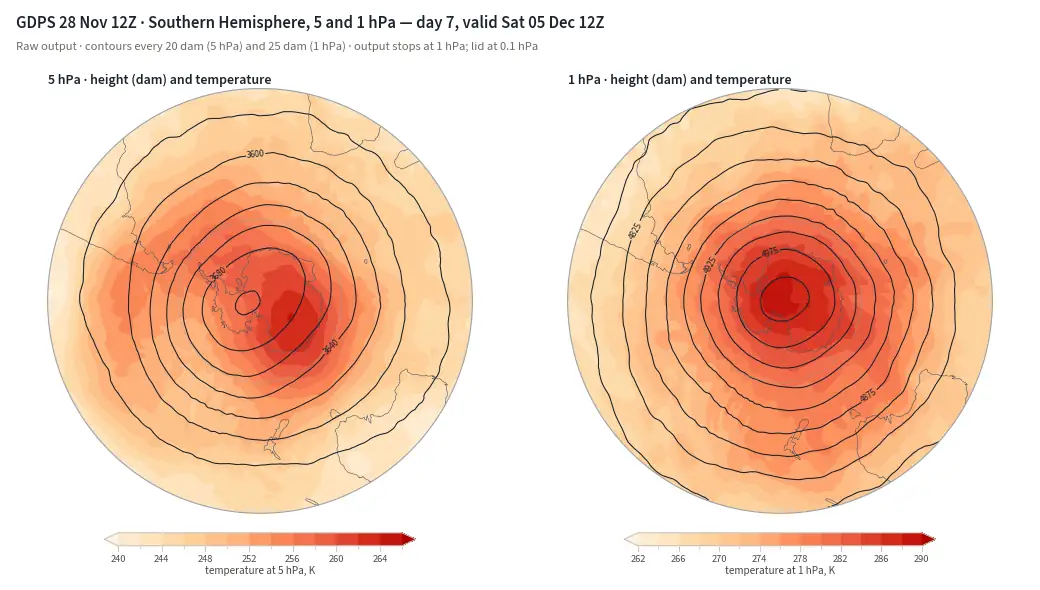 GDPS 28 Nov 12Z · Southern Hemisphere, 5 and 1 hPa — day 7, valid Sat 05 Dec 12Z
Raw output · contours every 20 dam (5 hPa) and 25 dam (1 hPa) · output stops at 1 hPa; lid at 0.1 hPa
5 hPa · height (dam) and temperature
1 hPa · height (dam) and temperature
3600
3680
3640
4825
4925
4975
4875
240 244 248 252 256 260 264
temperature at 5 hPa, K
262 266 270 274 278 282 286 290
temperature at 1 hPa, K